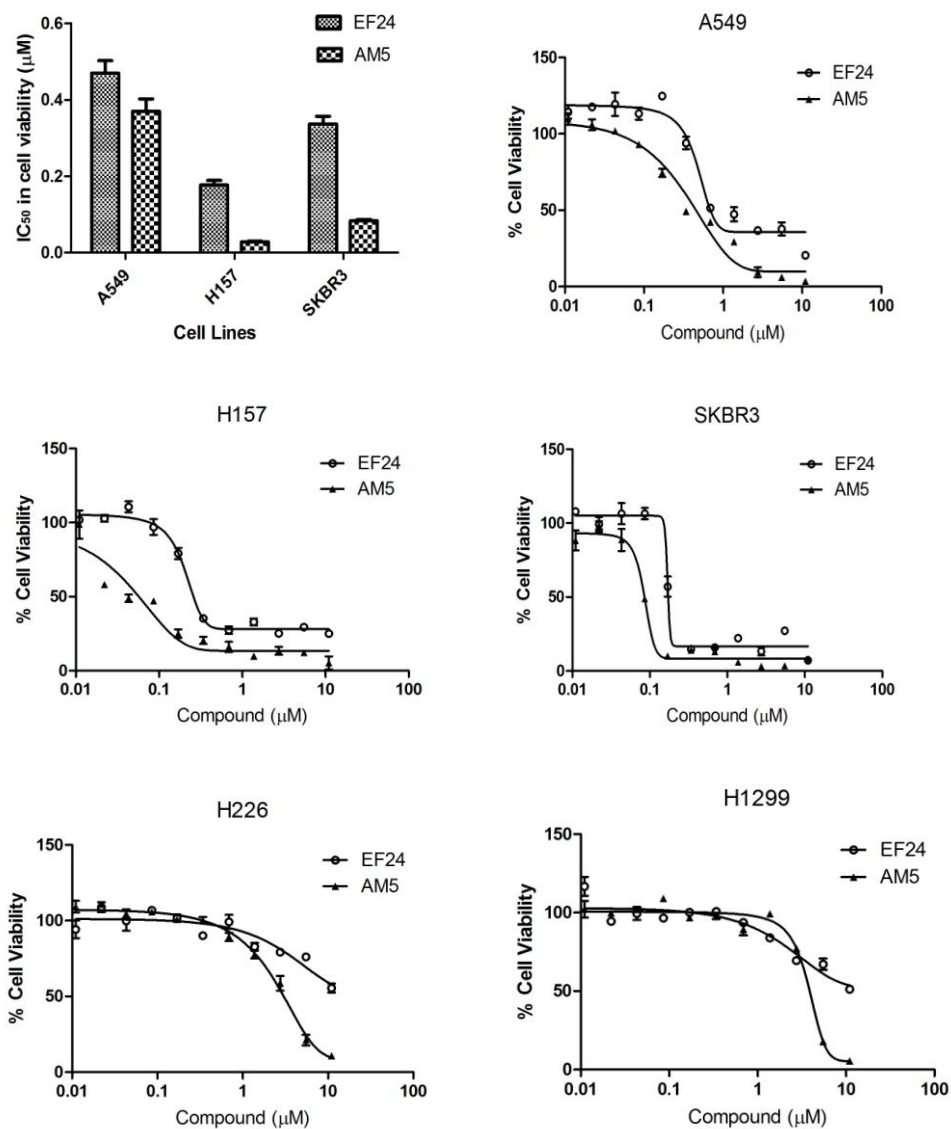 IC₅₀ in cell viability (μM)
0.6
0.4
0.2
0.0
EF24
AM5
A549
H157
SKBR3
Cell Lines
A549
% Cell Viability
150
100
50
0
EF24
AM5
0.01
0.1
1
10
100
Compound (μM)
H157
% Cell Viability
150
100
50
0
EF24
AM5
0.01
0.1
1
10
100
Compound (μM)
SKBR3
% Cell Viability
150
100
50
0
EF24
AM5
0.01
0.1
1
10
100
Compound (μM)
H226
% Cell Viability
150
100
50
0
EF24
AM5
0.01
0.1
1
10
100
Compound (μM)
H1299
% Cell Viability
150
100
50
0
EF24
AM5
0.01
0.1
1
10
100
Compound (μM)